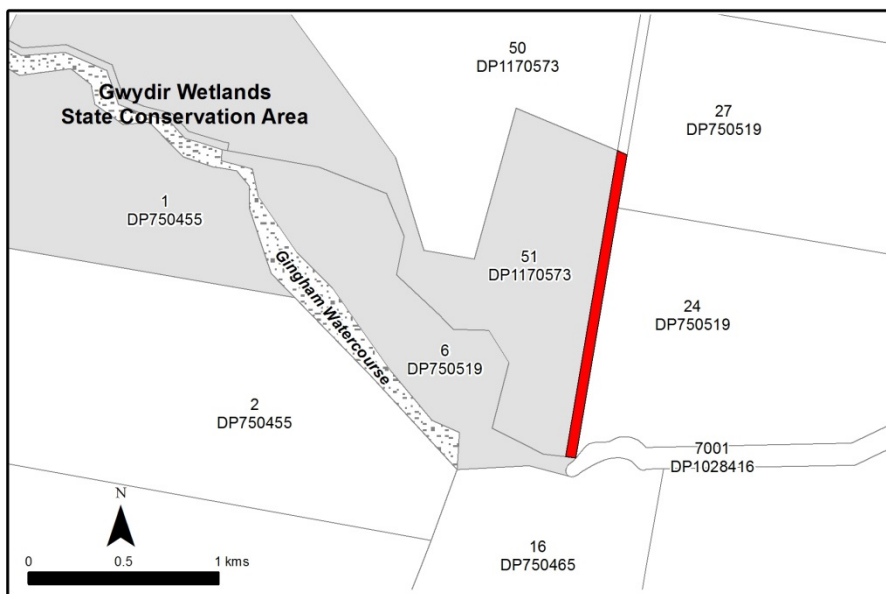 50
DP1170573
27
DP750519
Gwydir Wetlands
State Conservation Area
1
DP750455
51
DP1170573
Gingham Watercourse
24
DP750519
6
DP750519
2
DP750455
7001
DP1028416
N
16
DP750465
0 0.5 1 kms